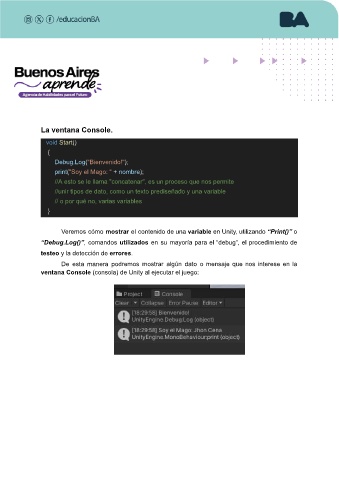 /educacionBA
BA
Buenos Aires
aprende
Agencia de Habilidades para el Futuro
La ventana Console.
void Start()
{
Debug.Log("Bienvenido!");
print("Soy el Mago: " + nombre);
//A esto se le llama "concatenar", es un proceso que nos permite
//unir tipos de dato, como un texto prediseñado y una variable
// o por qué no, varias variables
}
Veremos cómo mostrar el contenido de una variable en Unity, utilizando “Print()” o
“Debug.Log()”, comandos utilizados en su mayoría para el “debug”, el procedimiento de
testeo y la detección de errores.
De esta manera podremos mostrar algún dato o mensaje que nos interese en la
ventana Console (consola) de Unity al ejecutar el juego:
Project Console
Clear Collapse Error Pause Editor
[18:29:58] Bienvenido!
UnityEngine.Debug:Log (object)
[18:29:58] Soy el Mago: Jhon Cena
UnityEngine.MonoBehaviour:print (object)